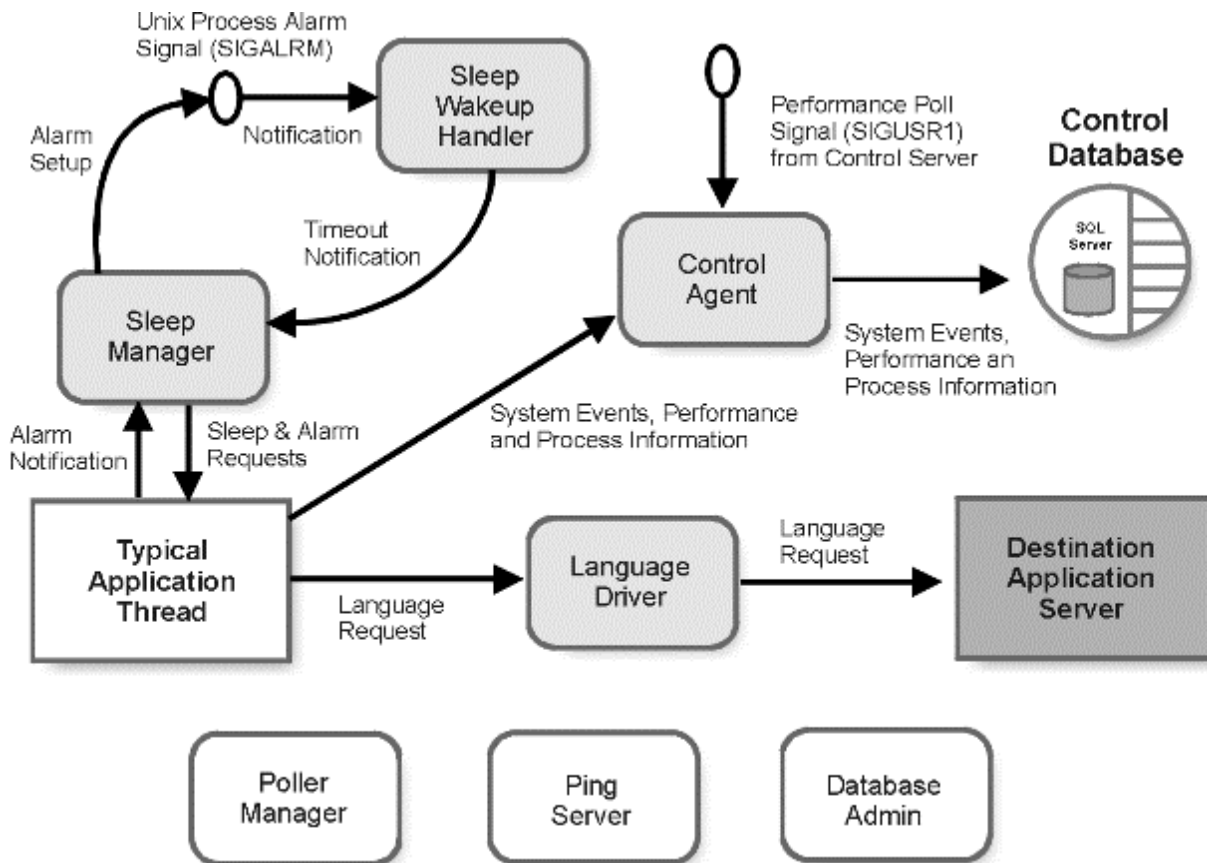 Unix Process Alarm
Signal (SIGALRM)
Sleep
Wakeup
Handler
Notification
Alarm
Setup
Performance Poll
Signal (SIGUSR1)
from Control Server
Control
Database
SQL
Server
Timeout
Notification
Control
Agent
Sleep
Manager
System Events,
Performance an
Process Information
System Events, Performance
and Process Information
Alarm
Notification
Sleep & Alarm
Requests
Typical
Application
Thread
Language
Request
Language
Driver
Language
Request
Destination
Application
Server
Poller
Manager
Ping
Server
Database
Admin